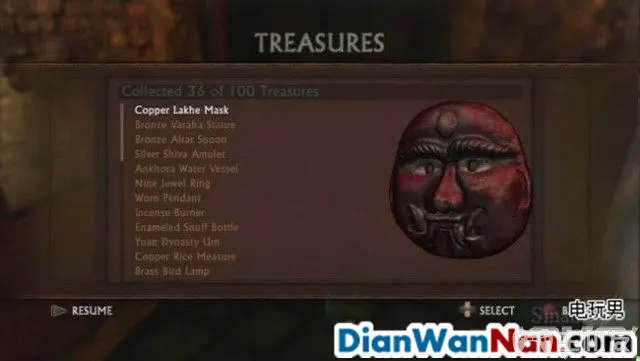 TREASURES
Collected 36 of 100 Treasures
Copper Lakhe Mask
Bronze Varaha Statue
Bronze Altar Spoon
Silver Shiva Amulet
Ankhora Water Vessel
Nine Jewel Ring
Worn Pendant
Incense Burner
Enameled Snuff Bottle
Yuan Dynasty Urn
Copper Rice Measure
Brass Bird Lamp
RESUME
SELECT
电玩男
DianWanNan.com